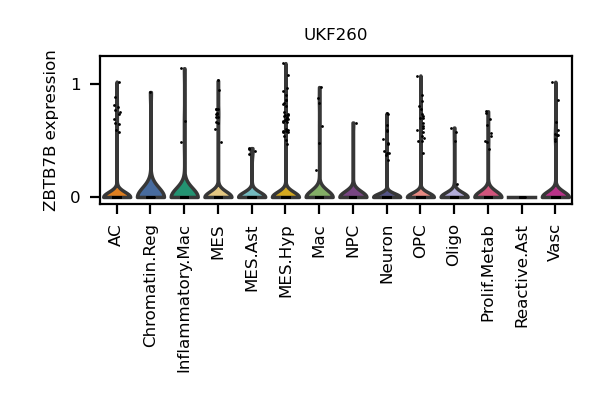 UKF260
ZBTB7B expression
1
0
AC
Chromatin.Reg
Inflammatory.Mac
MES
MES.Ast
MES.Hyp
Mac
NPC
Neuron
OPC
Oligo
Prolif.Metab
Reactive.Ast
Vasc